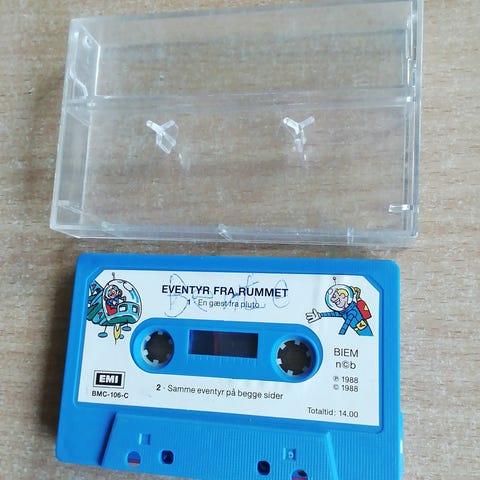 EVENTYR FRA RUMMET
1 · En gæst fra pluto
BIEM
n©b
℗ 1988
© 1988
EMI
BMC-106-C
2 · Samme eventyr på begge sider
Totaltid: 14.00